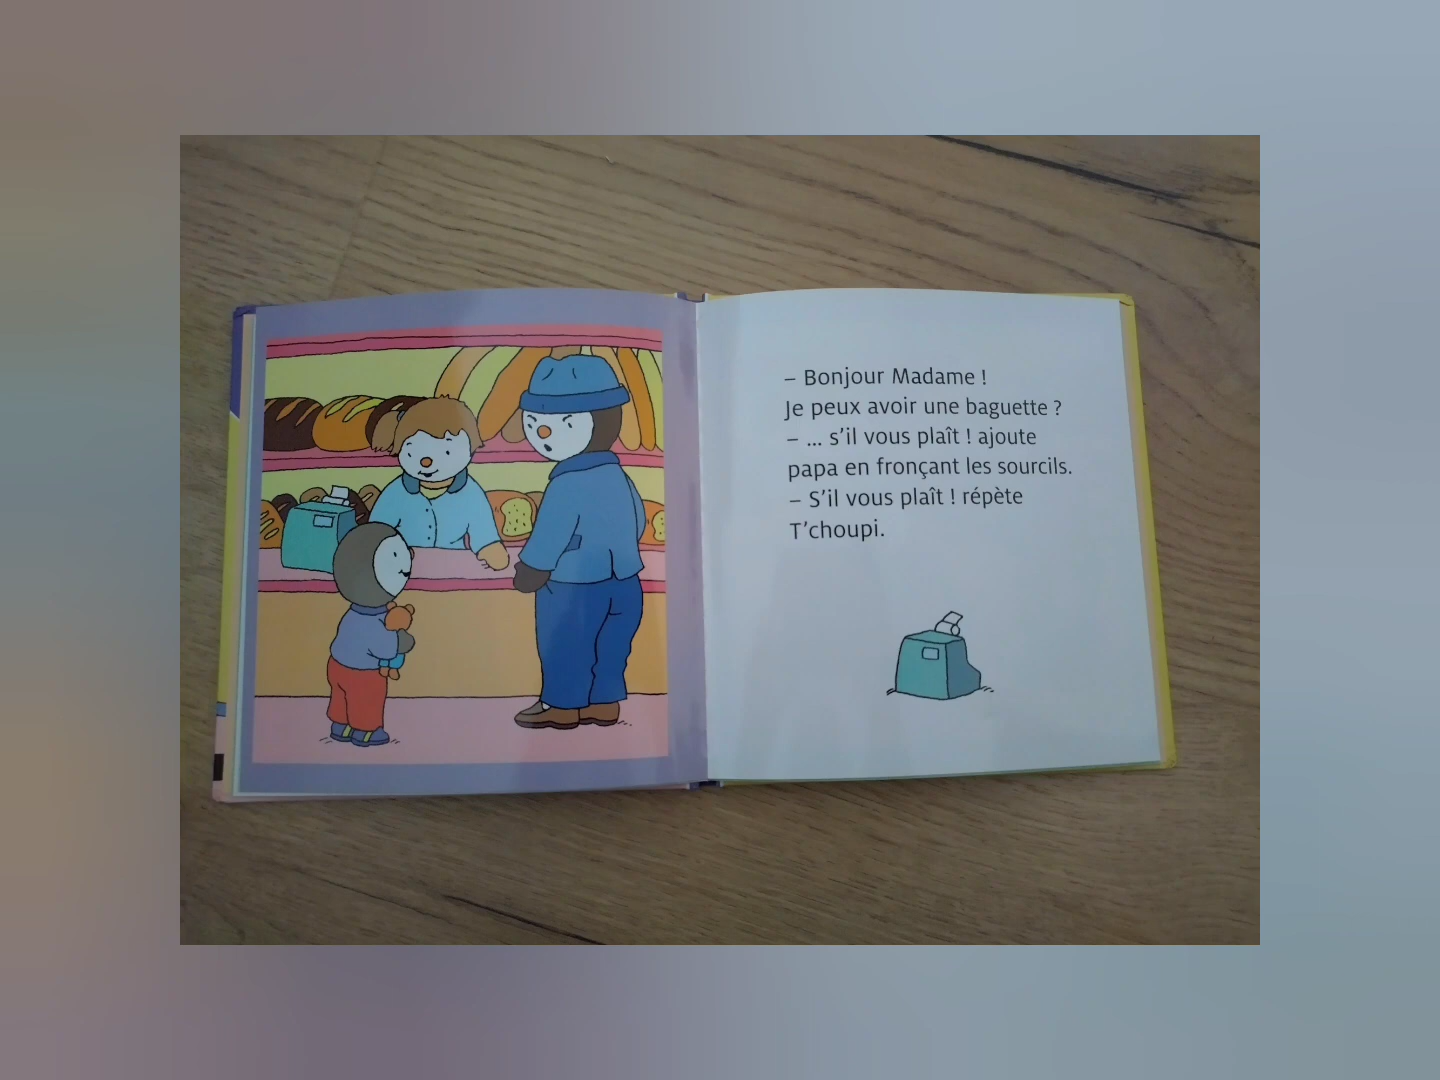 – Bonjour Madame !
Je peux avoir une baguette ?
– ... s’il vous plaît ! ajoute
papa en fronçant les sourcils.
– S’il vous plaît ! répète
T’choupi.